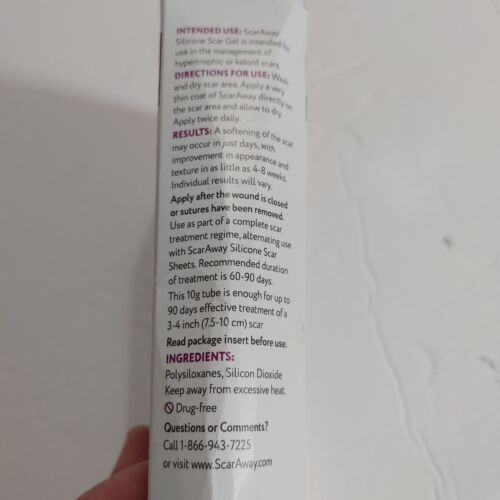 INTENDED USE: ScarAway
Silicone Scar Gel is intended for
use in the management of
hypertrophic or keloid scars.
DIRECTIONS FOR USE: Wash
and dry scar area. Apply a very
thin coat of ScarAway directly on
the scar area and allow to dry.
Apply twice daily.
RESULTS: A softening of the scar
may occur in just days, with
improvement in appearance and
texture in as little as 4-8 weeks.
Individual results will vary.
Apply after the wound is closed
or sutures have been removed.
Use as part of a complete scar
treatment regime, alternating use
with ScarAway Silicone Scar
Sheets. Recommended duration
of treatment is 60-90 days.
This 10g tube is enough for up to
90 days effective treatment of a
3-4 inch (7.5-10 cm) scar.
Read package insert before use.
INGREDIENTS:
Polysiloxanes, Silicon Dioxide
Keep away from excessive heat.
Drug-free
Questions or Comments?
Call 1-866-943-7225
or visit www.ScarAway.com